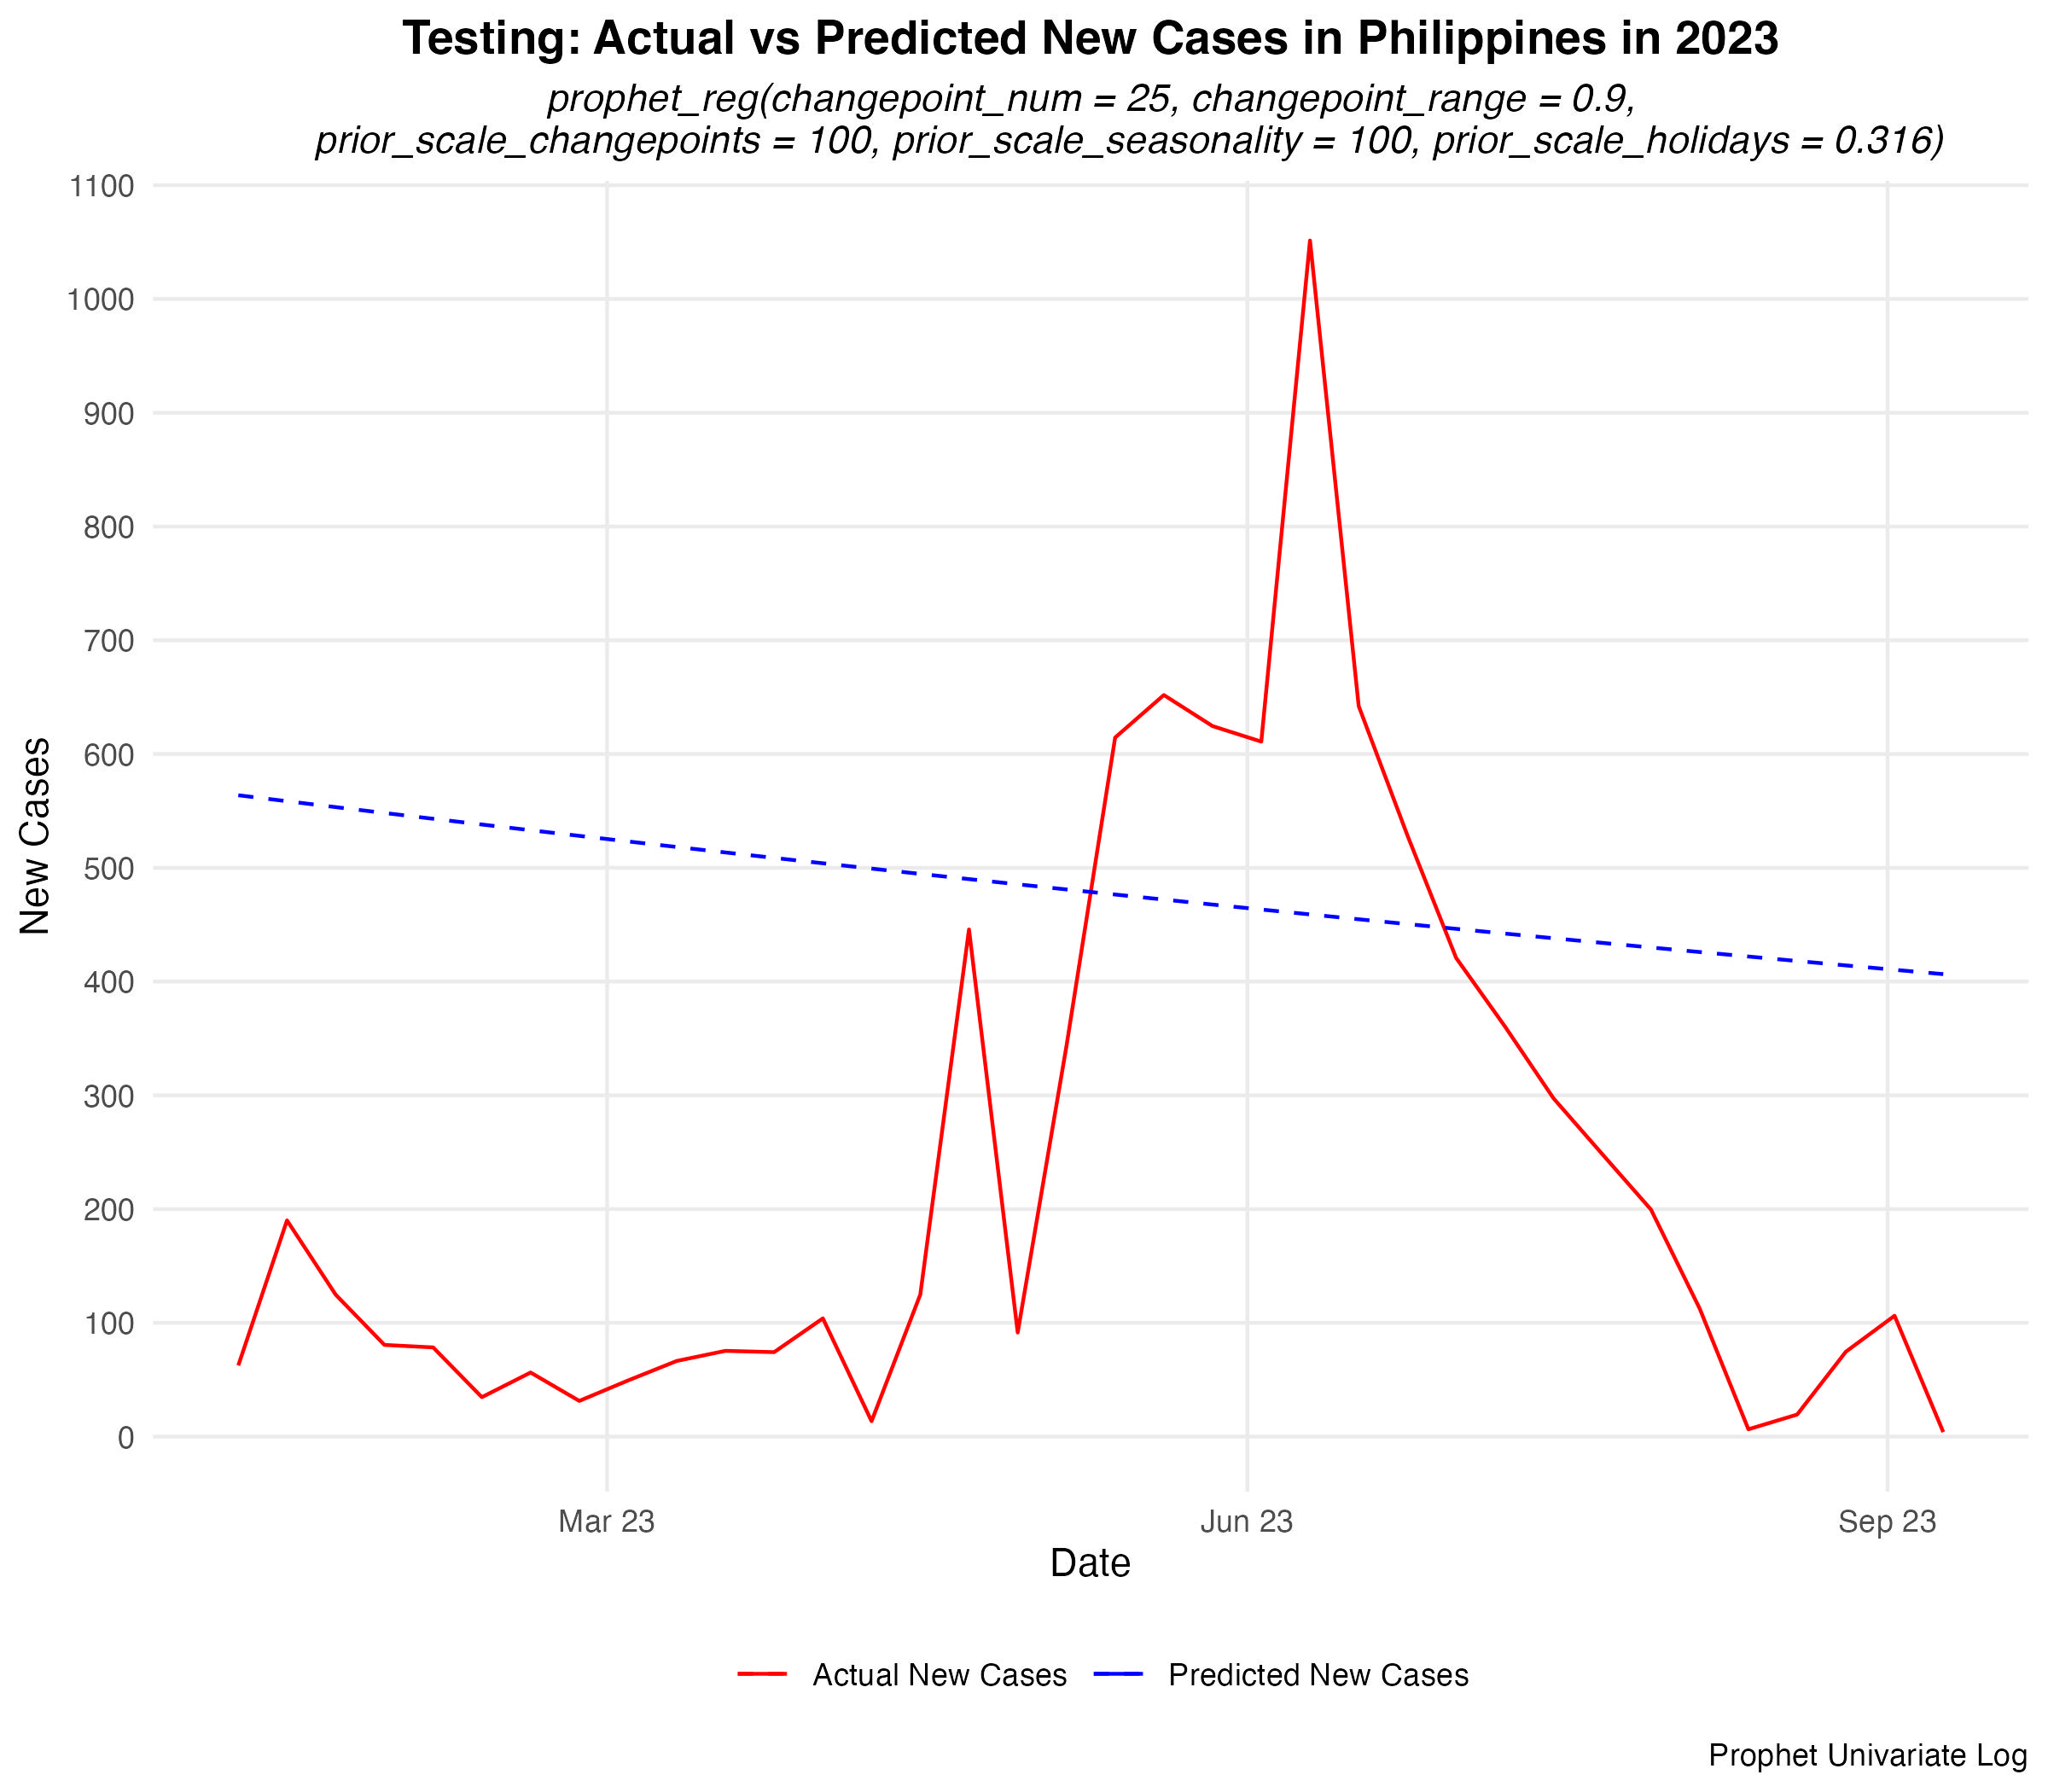 Testing: Actual vs Predicted New Cases in Philippines in 2023
prophet_reg(changepoint_num = 25, changepoint_range = 0.9,
prior_scale_changepoints = 100, prior_scale_seasonality = 100, prior_scale_holidays = 0.316)
1100
1000
900
800
700
600
500
400
300
200
100
0
New Cases
Mar 23
Jun 23
Sep 23
Date
Actual New Cases
Predicted New Cases
Prophet Univariate Log